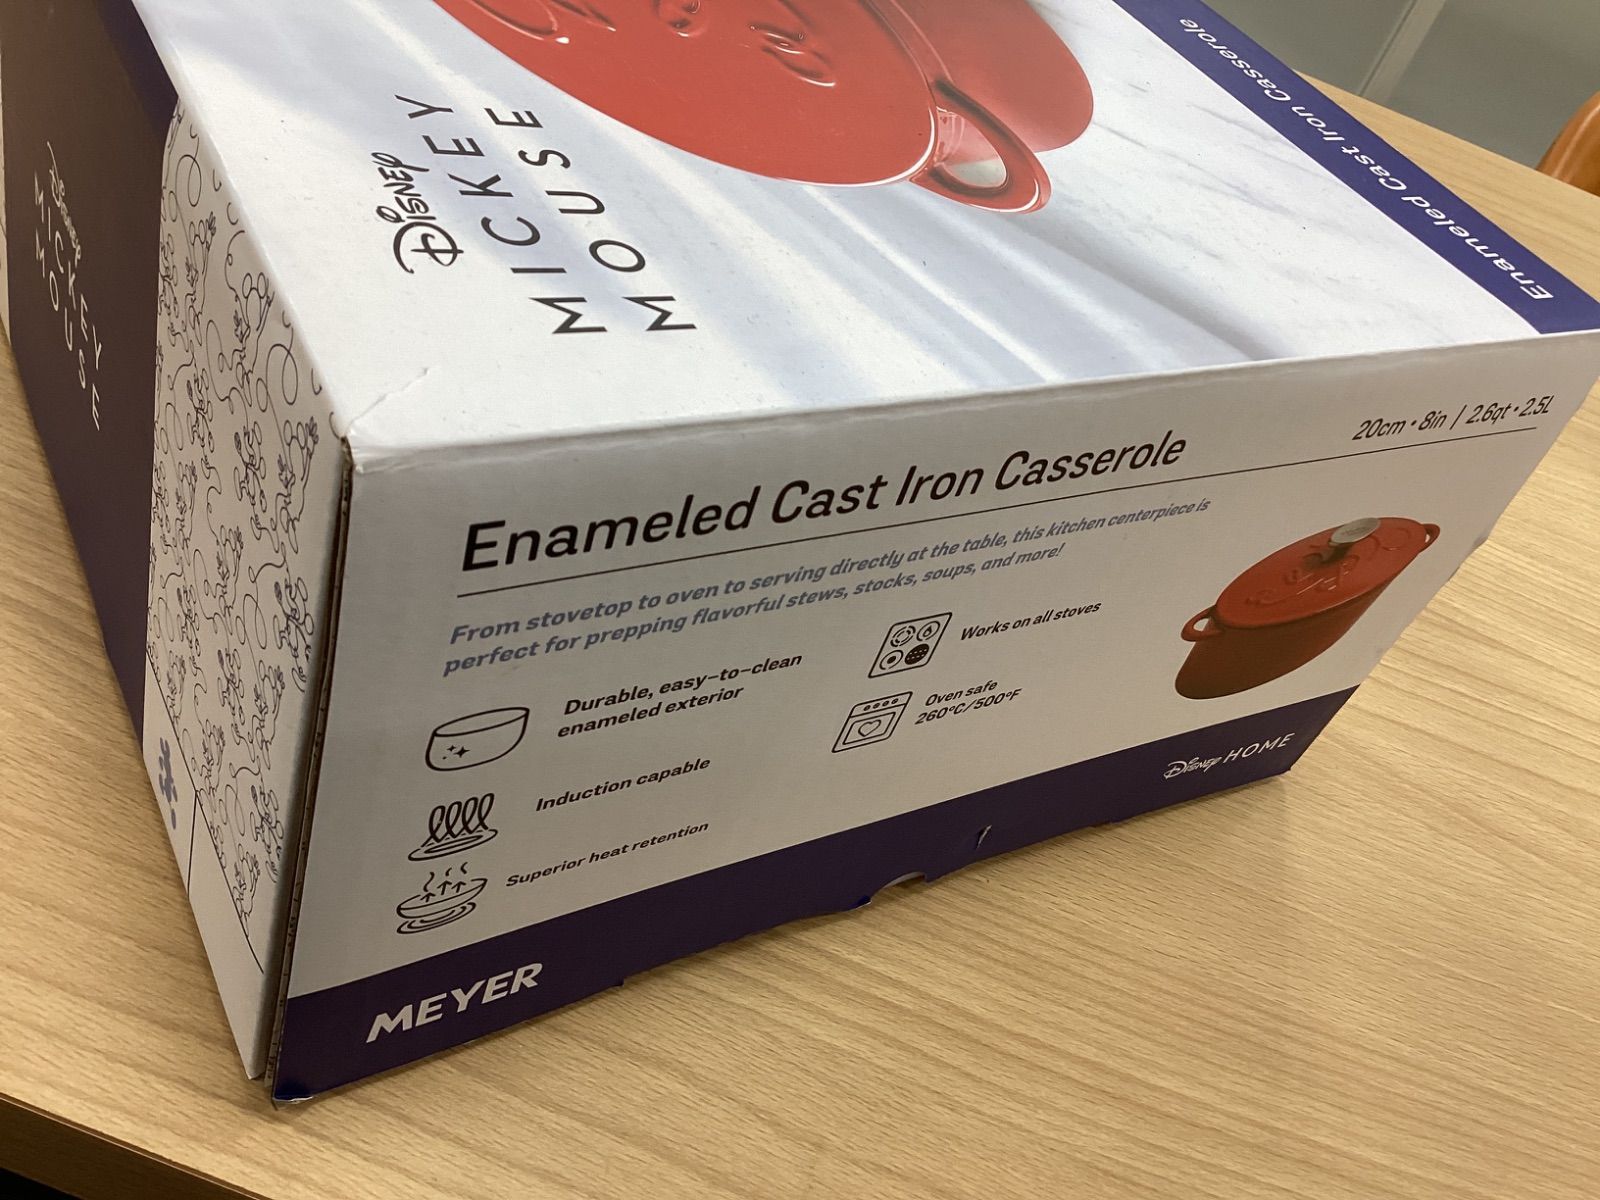 Disney
MICKEY
MOUSE
Enameled Cast Iron Casserole
Disney
MICKEY
MOUSE
Enameled Cast Iron Casserole
20cm • 8in | 2.6qt • 2.5L
From stovetop to oven to serving directly at the table, this kitchen centerpiece is
perfect for prepping flavorful stews, stocks, soups, and more!
Durable, easy-to-clean
enameled exterior
Works on all stoves
Induction capable
Oven safe
260°C/500°F
Superior heat retention
MEYER
Disney HOME